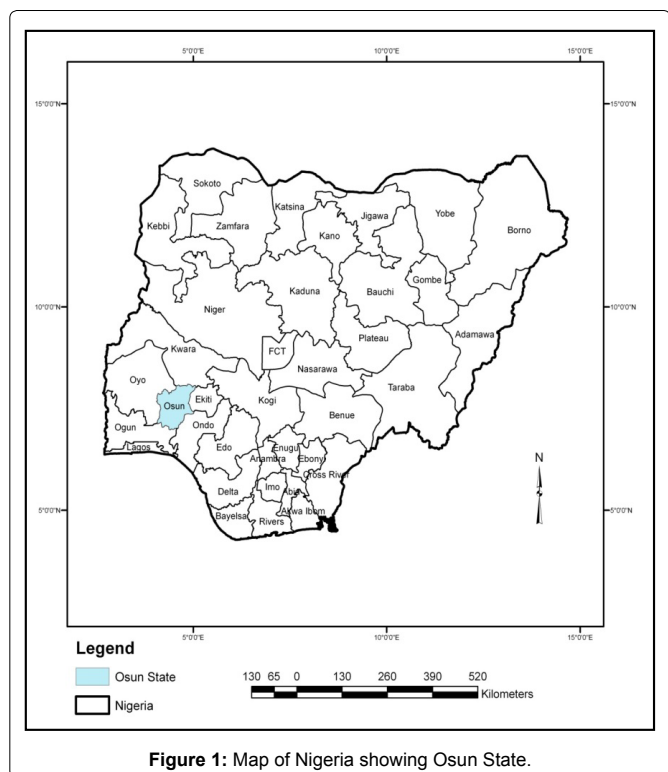 5°0'0"E 10°0'0"E 15°0'0"E
15°0'0"N 15°0'0"N
Sokoto
Katsina
Jigawa
Yobe
Kebbi
Zamfara
Kano
Borno
Gombe
Kaduna
Bauchi
Niger
10°0'0"N 10°0'0"N
Adamawa
Plateau
Kwara
FCT
Nasarawa
Oyo
Taraba
Osun
Ekiti
Kogi
Benue
Ogun
Ondo
Edo
Enugu
Lagos
Anambra
Ebony
Cross River
N
Delta
Imo
Abia
5°0'0"N 5°0'0"N
Bayelsa
Rivers
Akwa Ibom
5°0'0"E 10°0'0"E 15°0'0"E
Legend
Osun State
Nigeria
130 65 0 130 260 390 520
Kilometers
Figure 1: Map of Nigeria showing Osun State.